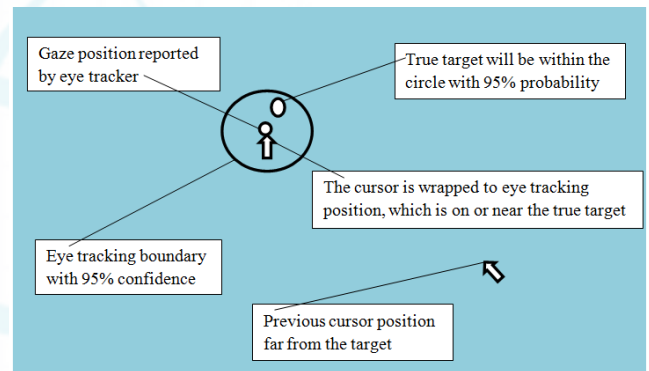 Gaze position reported
by eye tracker
True target will be within the
circle with 95% probability
The cursor is wrapped to eye tracking
position, which is on or near the true target
Eye tracking boundary
with 95% confidence
Previous cursor position
far from the target